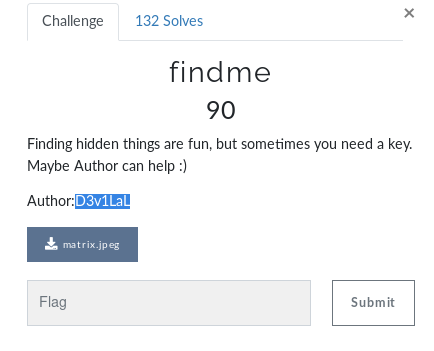 Challenge
132 Solves
×
findme
90
Finding hidden things are fun, but sometimes you need a key.
Maybe Author can help :)
Author:D3v1LaL
matrix.jpeg
Flag
Submit